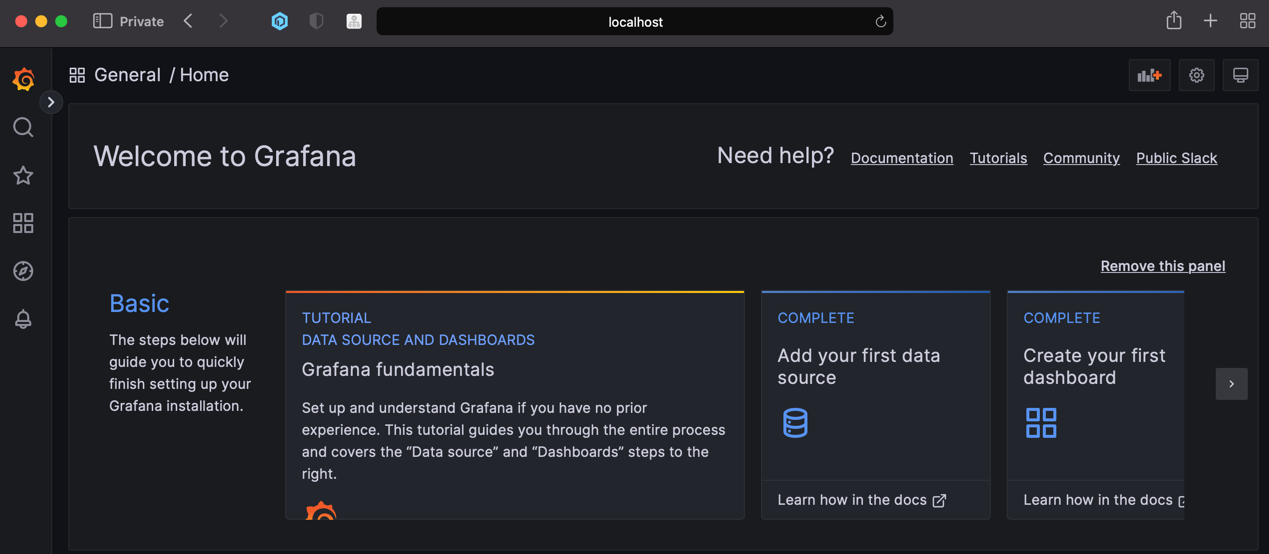 Private
localhost
General / Home
Welcome to Grafana
Need help? Documentation Tutorials Community Public Slack
Remove this panel
Basic
The steps below will
guide you to quickly
finish setting up your
Grafana installation.
TUTORIAL
DATA SOURCE AND DASHBOARDS
Grafana fundamentals
Set up and understand Grafana if you have no prior
experience. This tutorial guides you through the entire process
and covers the “Data source” and “Dashboards” steps to the
right.
COMPLETE
Add your first data
source
Learn how in the docs
COMPLETE
Create your first
dashboard
Learn how in the docs